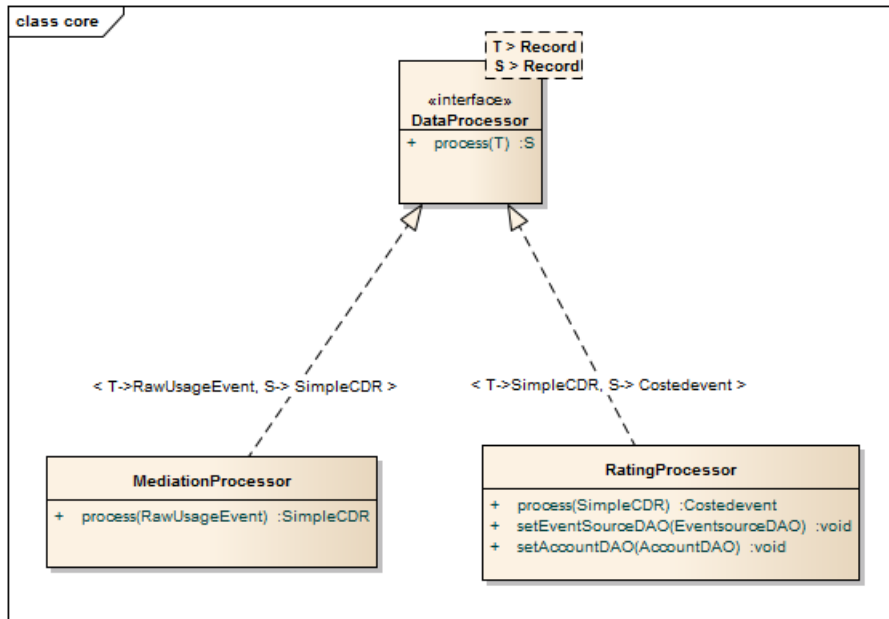 class core
T > Record
S > Record
«interface»
DataProcessor
+ process(T) :S
< T->RawUsageEvent, S-> SimpleCDR >
< T->SimpleCDR, S-> Costedevent >
MediationProcessor
+ process(RawUsageEvent) :SimpleCDR
RatingProcessor
+ process(SimpleCDR) :Costedevent
+ setEventSourceDAO(EventsourceDAO) :void
+ setAccountDAO(AccountDAO) :void